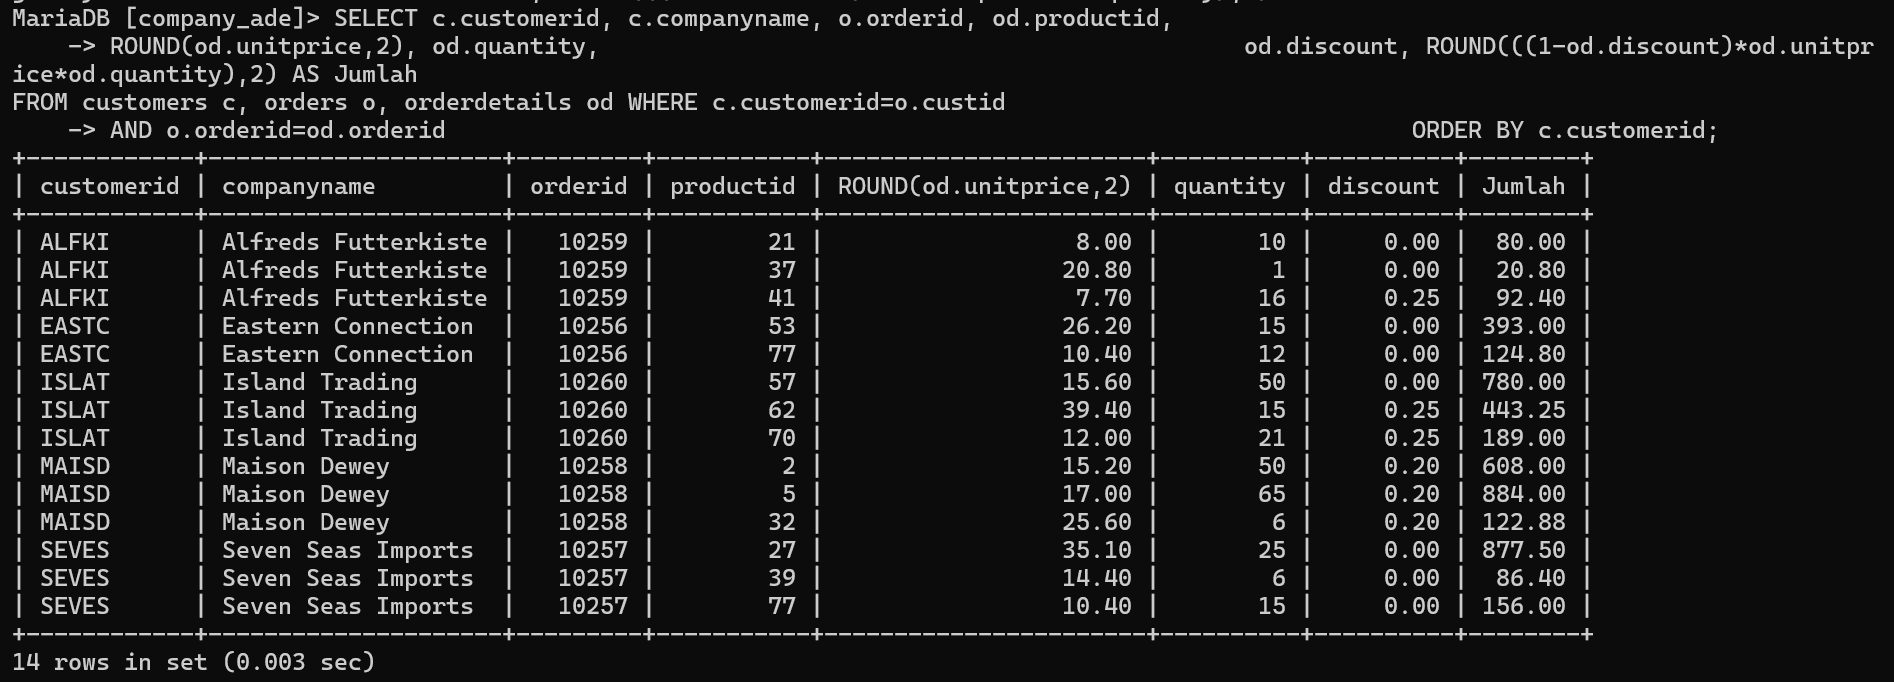 MariaDB [company_ade]> SELECT c.customerid, c.companyname, o.orderid, od.productid,
    -> ROUND(od.unitprice,2), od.quantity,                                              od.discount, ROUND(((1-od.discount)*od.unitpr
ice*od.quantity),2) AS Jumlah
FROM customers c, orders o, orderdetails od WHERE c.customerid=o.custid
    -> AND o.orderid=od.orderid                                                                     ORDER BY c.customerid;
+------------+---------------------+---------+-----------+-----------------------+----------+----------+--------+
| customerid | companyname         | orderid | productid | ROUND(od.unitprice,2) | quantity | discount | Jumlah |
+------------+---------------------+---------+-----------+-----------------------+----------+----------+--------+
| ALFKI      | Alfreds Futterkiste |   10259 |        21 |                  8.00 |       10 |     0.00 |  80.00 |
| ALFKI      | Alfreds Futterkiste |   10259 |        37 |                 20.80 |        1 |     0.00 |  20.80 |
| ALFKI      | Alfreds Futterkiste |   10259 |        41 |                  7.70 |       16 |     0.25 |  92.40 |
| EASTC      | Eastern Connection  |   10256 |        53 |                 26.20 |       15 |     0.00 | 393.00 |
| EASTC      | Eastern Connection  |   10256 |        77 |                 10.40 |       12 |     0.00 | 124.80 |
| ISLAT      | Island Trading      |   10260 |        57 |                 15.60 |       50 |     0.00 | 780.00 |
| ISLAT      | Island Trading      |   10260 |        62 |                 39.40 |       15 |     0.25 | 443.25 |
| ISLAT      | Island Trading      |   10260 |        70 |                 12.00 |       21 |     0.25 | 189.00 |
| MAISD      | Maison Dewey        |   10258 |         2 |                 15.20 |       50 |     0.20 | 608.00 |
| MAISD      | Maison Dewey        |   10258 |         5 |                 17.00 |       65 |     0.20 | 884.00 |
| MAISD      | Maison Dewey        |   10258 |        32 |                 25.60 |        6 |     0.20 | 122.88 |
| SEVES      | Seven Seas Imports  |   10257 |        27 |                 35.10 |       25 |     0.00 | 877.50 |
| SEVES      | Seven Seas Imports  |   10257 |        39 |                 14.40 |        6 |     0.00 |  86.40 |
| SEVES      | Seven Seas Imports  |   10257 |        77 |                 10.40 |       15 |     0.00 | 156.00 |
+------------+---------------------+---------+-----------+-----------------------+----------+----------+--------+
14 rows in set (0.003 sec)